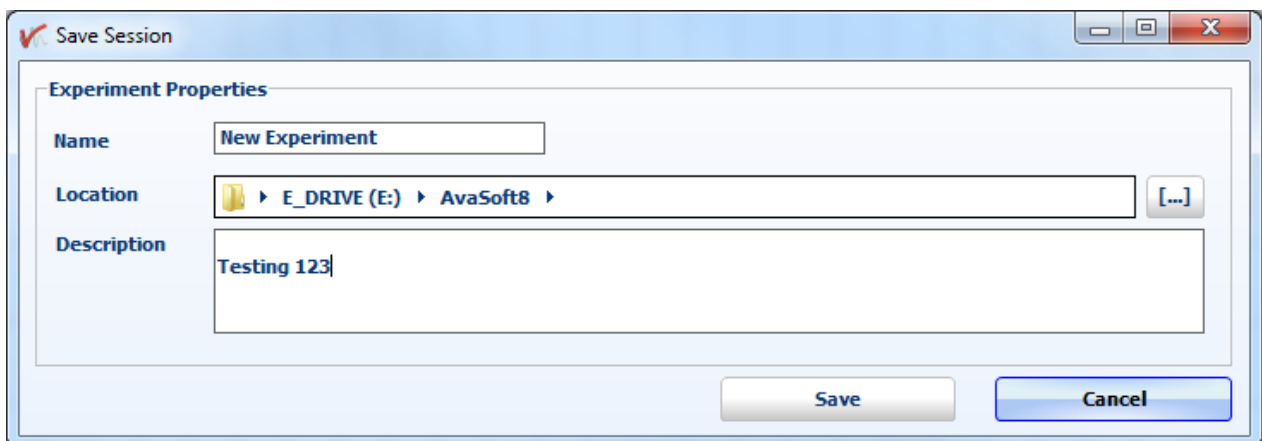 Save Session
Experiment Properties
Name New Experiment
Location E_DRIVE (E:) AvaSoft8 [...]
Description Testing 123
Save Cancel